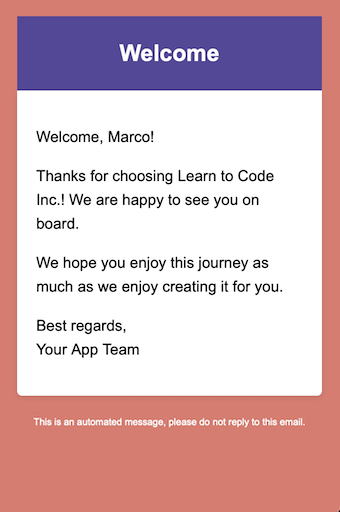 Welcome
Welcome, Marco!
Thanks for choosing Learn to Code
Inc.! We are happy to see you on
board.
We hope you enjoy this journey as
much as we enjoy creating it for you.
Best regards,
Your App Team
This is an automated message, please do not reply to this email.